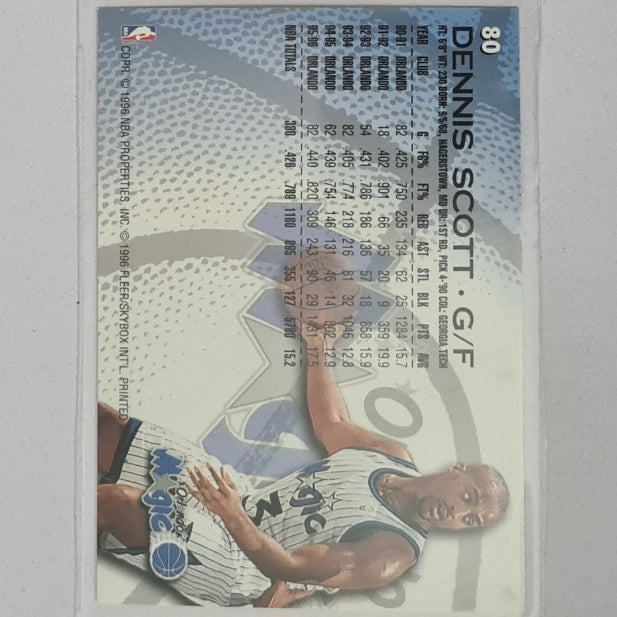 80
DENNIS SCOTT • G/F
HT: 6'8" WT: 230 BORN: 9/5/68, HAGERSTOWN, MD DR: 1ST RD, PICK 4-'90 COL: GEORGIA TECH
YEAR CLUB G FG% FT% REB AST STL BLK PTS AVG
90-91 ORLANDO 82 .425 .750 235 134 62 25 1284 15.7
91-92 ORLANDO 18 .402 .901 66 35 20 9 359 19.9
92-93 ORLANDO 54 .431 .786 186 136 57 18 858 15.9
93-94 ORLANDO 82 .405 .774 218 216 81 32 1046 12.8
94-95 ORLANDO 62 .439 .754 146 131 45 14 802 12.9
95-96 ORLANDO 82 .440 .820 309 243 90 29 1431 17.5
NBA TOTALS 380 .426 .789 1160 895 355 127 5780 15.2
MAGIC
3
ORLANDO
MAGIC
NBA
COPR. © 1996 NBA PROPERTIES, INC. © 1996 FLEER/SKYBOX INT'L. PRINTED